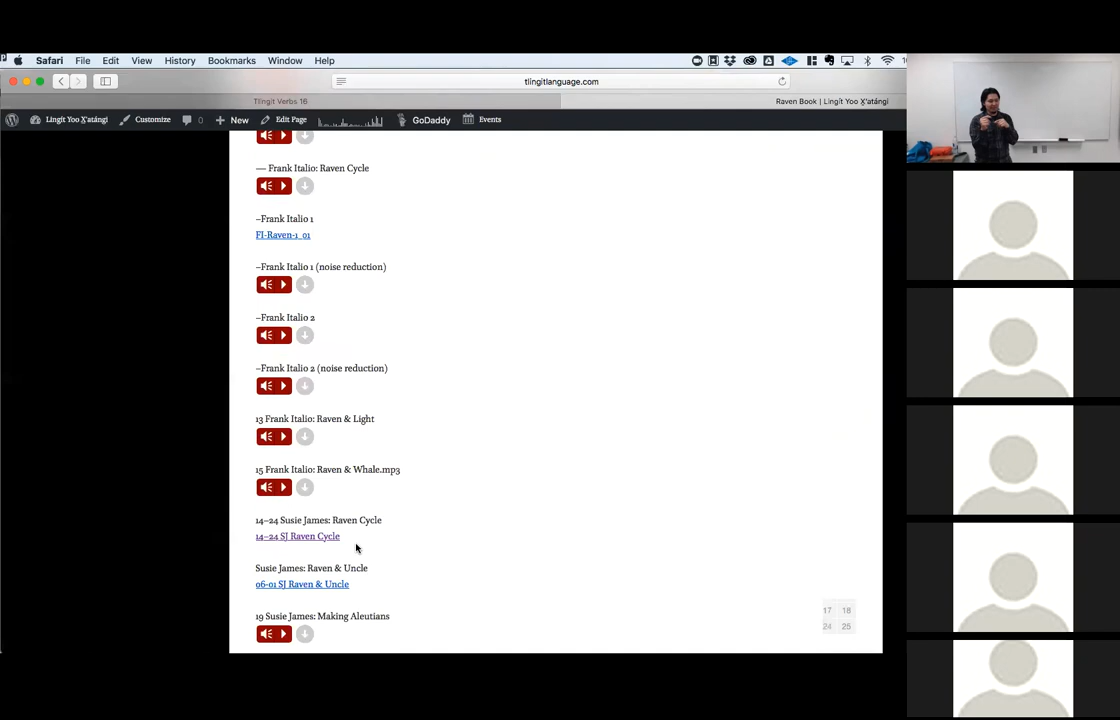 Safari File Edit View History Bookmarks Window Help
tlingitlanguage.com
Tlingit Verbs 16
Raven Book | Lingít Yoo X̱ʼatángi
Lingít Yoo X̱ʼatángi Customize 0 New Edit Page GoDaddy Events
— Frank Italio: Raven Cycle
–Frank Italio 1
FI-Raven-1_01
–Frank Italio 1 (noise reduction)
–Frank Italio 2
–Frank Italio 2 (noise reduction)
13 Frank Italio: Raven & Light
15 Frank Italio: Raven & Whale.mp3
14–24 Susie James: Raven Cycle
14–24 SJ Raven Cycle
Susie James: Raven & Uncle
06-01 SJ Raven & Uncle
19 Susie James: Making Aleutians
17 18
24 25